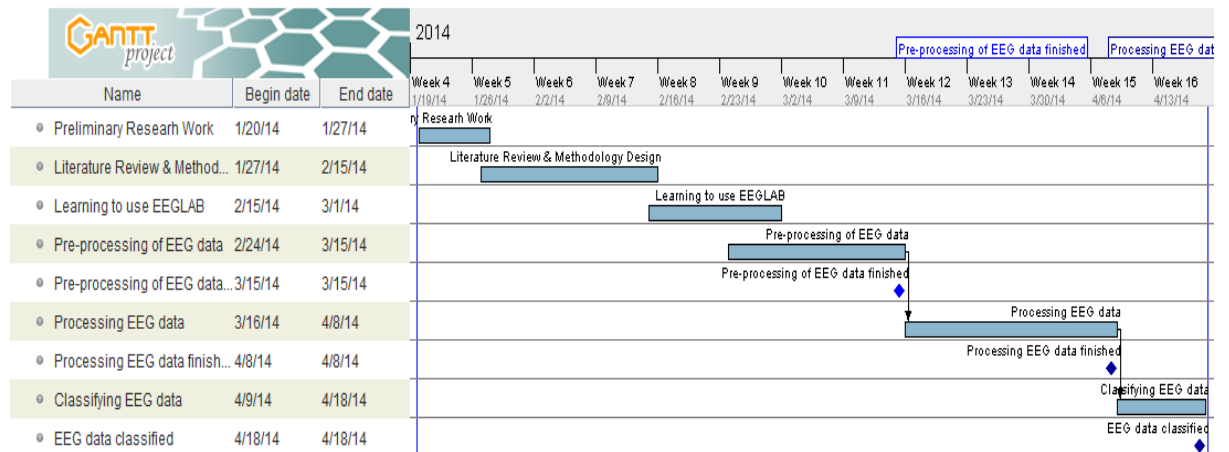 GANTT
project
2014
Pre-processing of EEG data finished
Processing EEG dat
Name Begin date End date
Week 4 Week 5 Week 6 Week 7 Week 8 Week 9 Week 10 Week 11 Week 12 Week 13 Week 14 Week 15 Week 16
1/19/14 1/26/14 2/2/14 2/9/14 2/16/14 2/23/14 3/2/14 3/9/14 3/16/14 3/23/14 3/30/14 4/6/14 4/13/14
Preliminary Researh Work 1/20/14 1/27/14
ry Researh Work
Literature Review & Method... 1/27/14 2/15/14
Literature Review & Methodology Design
Learning to use EEGLAB 2/15/14 3/1/14
Learning to use EEGLAB
Pre-processing of EEG data 2/24/14 3/15/14
Pre-processing of EEG data
Pre-processing of EEG data... 3/15/14 3/15/14
Pre-processing of EEG data finished
Processing EEG data 3/16/14 4/8/14
Processing EEG data
Processing EEG data finish... 4/8/14 4/8/14
Processing EEG data finished
Classifying EEG data 4/9/14 4/18/14
Classifying EEG data
EEG data classified 4/18/14 4/18/14
EEG data classified